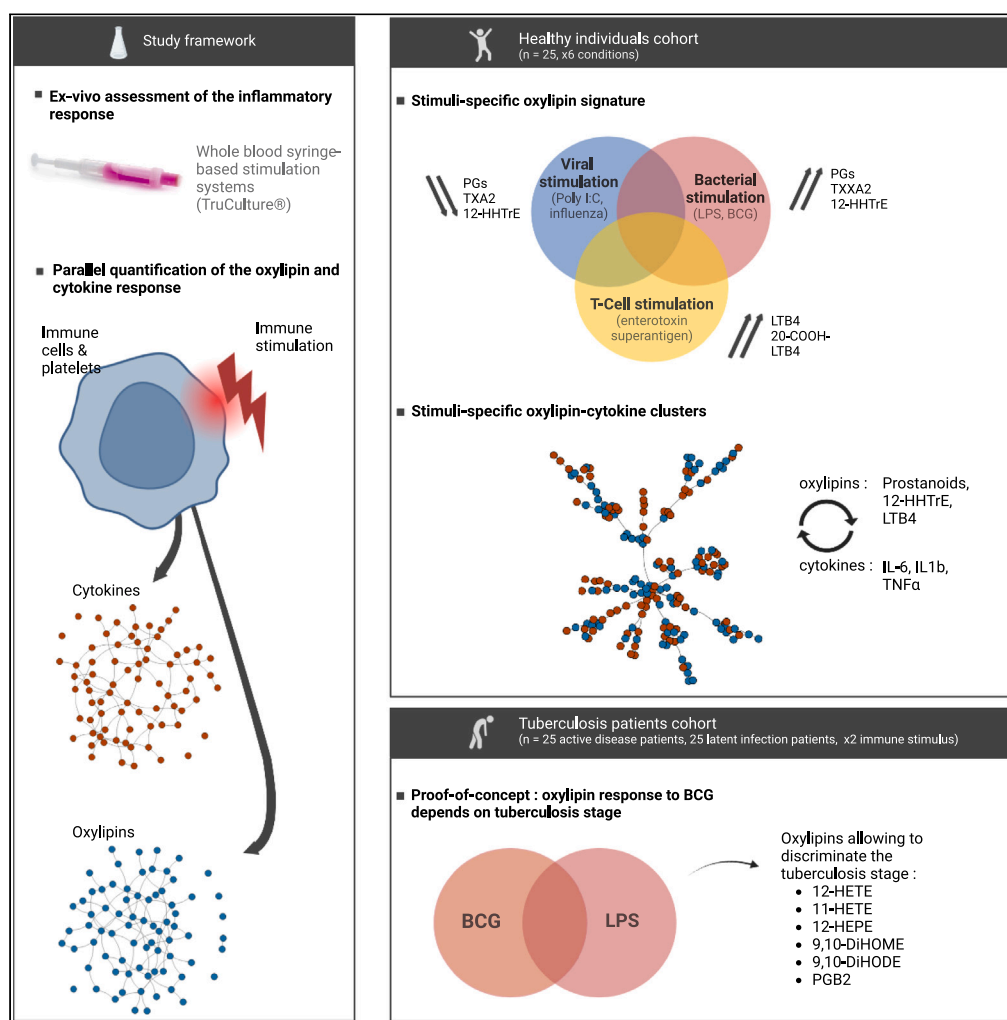 Study framework
Ex-vivo assessment of the inflammatory
response
Whole blood syringe-
based stimulation
systems
(TruCulture®)
Parallel quantification of the oxylipin and
cytokine response
Immune
cells &
platelets
Immune
stimulation
Cytokines
Oxylipins
Healthy individuals cohort
(n = 25, x6 conditions)
Stimuli-specific oxylipin signature
PGs
TXA2
12-HHTrE
Viral
stimulation
(Poly I:C,
influenza)
Bacterial
stimulation
(LPS, BCG)
PGs
TXXA2
12-HHTrE
T-Cell stimulation
(enterotoxin
superantigen)
LTB4
20-COOH-
LTB4
Stimuli-specific oxylipin-cytokine clusters
oxylipins : Prostanoids,
12-HHTrE,
LTB4
cytokines : IL-6, IL1b,
TNFα
Tuberculosis patients cohort
(n = 25 active disease patients, 25 latent infection patients, x2 immune stimulus)
Proof-of-concept : oxylipin response to BCG
depends on tuberculosis stage
BCG
LPS
Oxylipins allowing to
discriminate the
tuberculosis stage :
• 12-HETE
• 11-HETE
• 12-HEPE
• 9,10-DiHOME
• 9,10-DiHODE
• PGB2